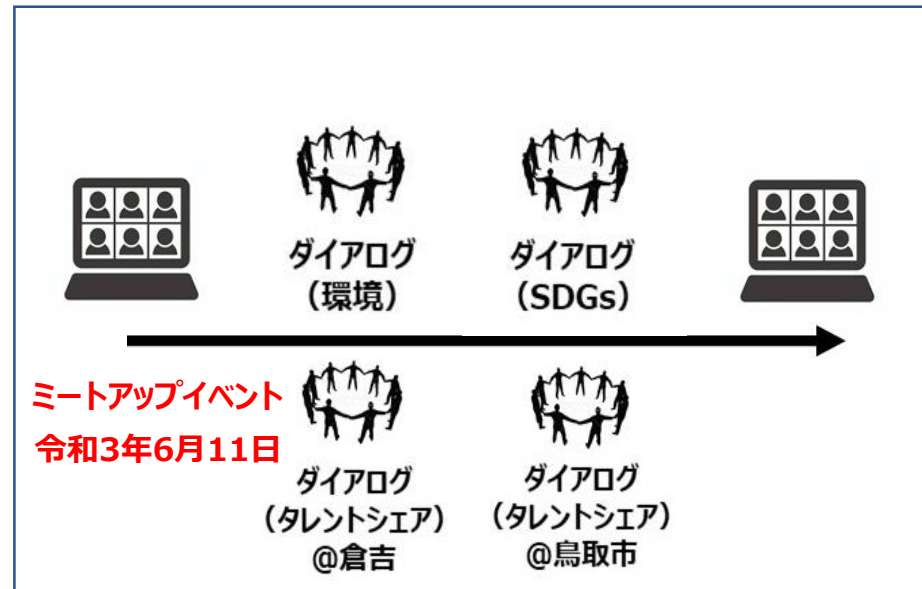 ダイアログ
（環境）
ダイアログ
（SDGs）
ミートアップイベント
令和3年6月11日
ダイアログ
（タレントシェア）
@倉吉
ダイアログ
（タレントシェア）
@鳥取市